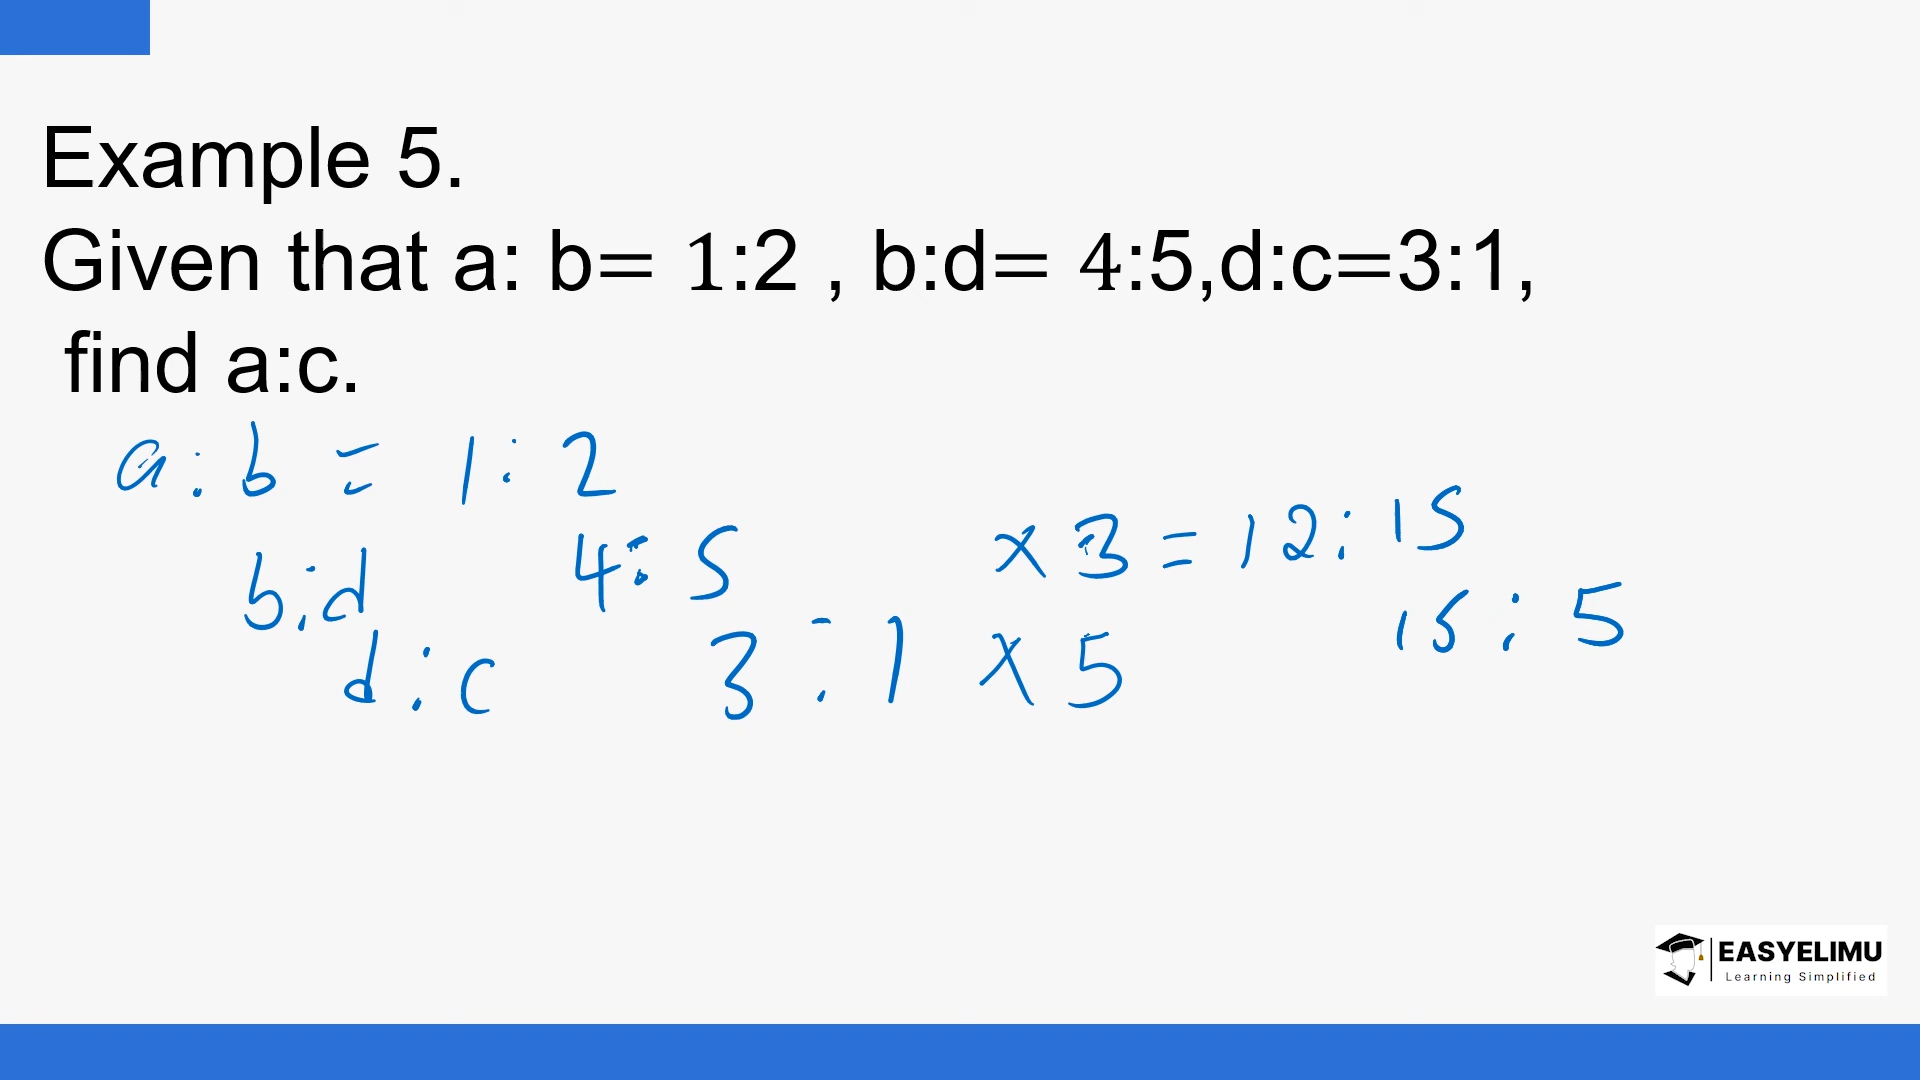 Example 5.
Given that a: b= 1:2 , b:d= 4:5,d:c=3:1,
find a:c.
a : b = 1 : 2
b : d 4 : 5 x 3 = 12 : 15
d : c 3 : 1 x 5 15 : 5
EASYELIMU
Learning Simplified